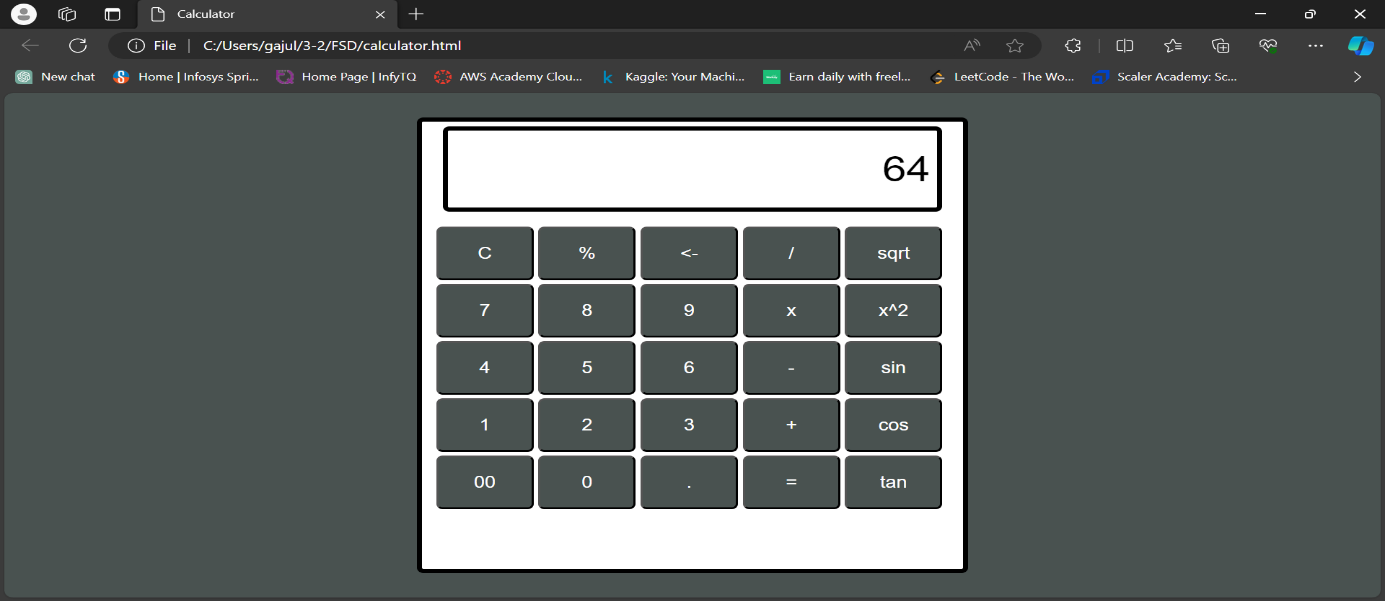 Calculator
File | C:/Users/gajul/3-2/FSD/calculator.html
New chat Home | Infosys Spri... Home Page | InfyTQ AWS Academy Clou... Kaggle: Your Machi... Earn daily with freel... LeetCode - The Wo... Scaler Academy: Sc...
64
C % <- / sqrt
7 8 9 x x^2
4 5 6 - sin
1 2 3 + cos
00 0 . = tan